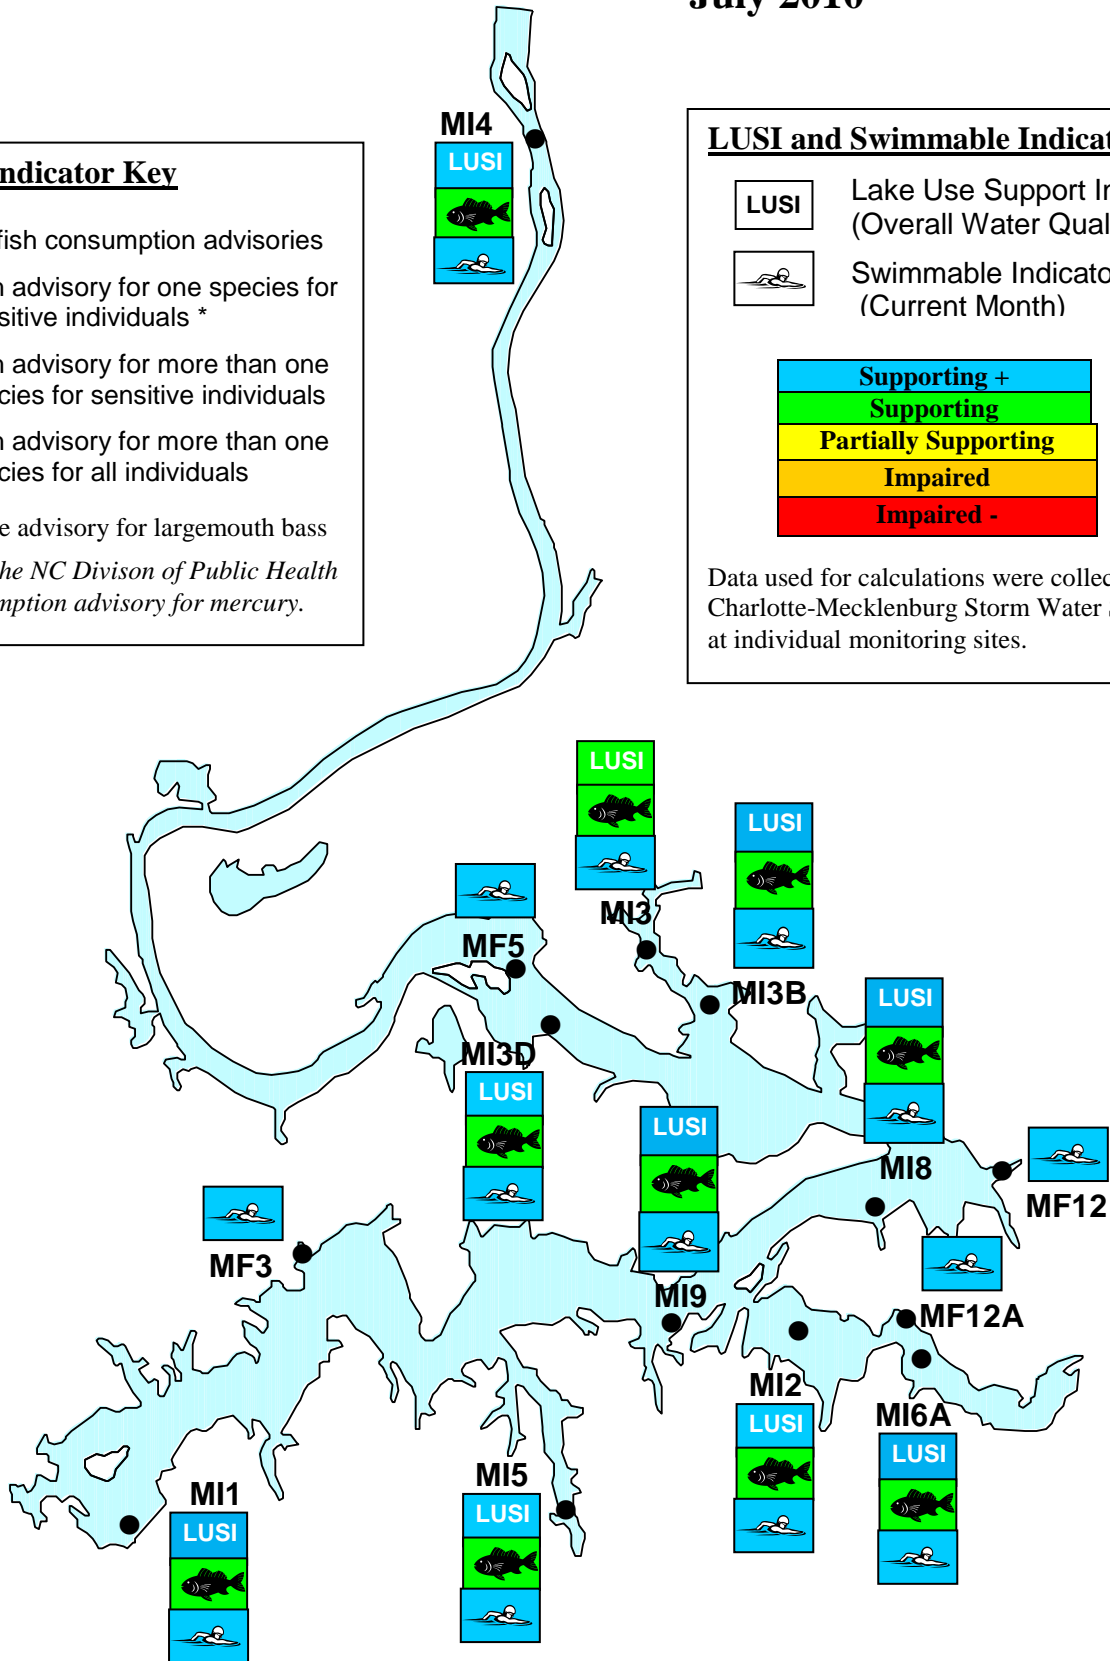 July 2010
MI4
LUSI
ndicator Key
fish consumption advisories
n advisory for one species for
sitive individuals *
n advisory for more than one
cies for sensitive individuals
n advisory for more than one
cies for all individuals
e advisory for largemouth bass
he NC Divison of Public Health
mption advisory for mercury.
LUSI and Swimmable Indicat
LUSI
Lake Use Support In
(Overall Water Qual
Swimmable Indicato
(Current Month)
Supporting +
Supporting
Partially Supporting
Impaired
Impaired -
Data used for calculations were collec
Charlotte-Mecklenburg Storm Water
at individual monitoring sites.
LUSI
MI3
LUSI
MI3B
MF5
LUSI
MI8
MI3D
LUSI
LUSI
MI9
MF12
MF3
MF12A
MI2
LUSI
MI6A
LUSI
MI5
LUSI
MI1
LUSI